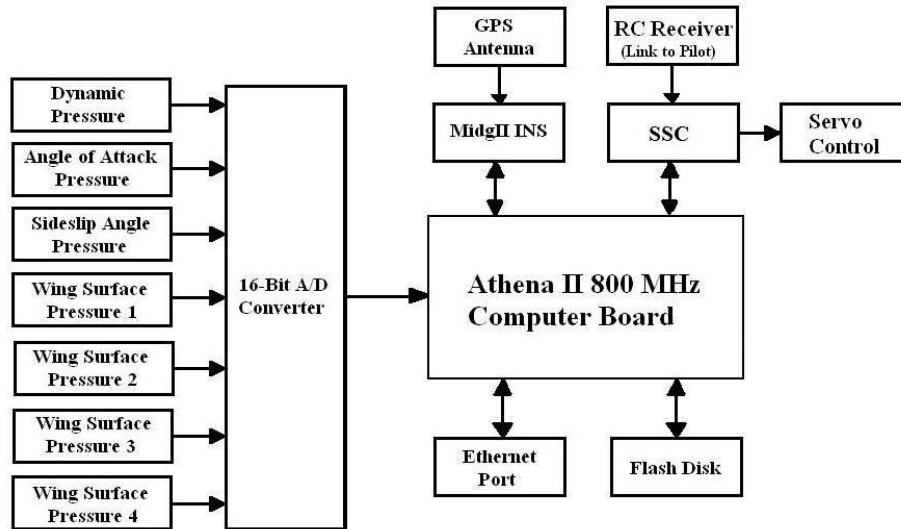 GPS
Antenna
RC Receiver
(Link to Pilot)
Dynamic
Pressure
MidgII INS
SSC
Servo
Control
Angle of Attack
Pressure
Sideslip Angle
Pressure
16-Bit A/D
Converter
Athena II 800 MHz
Computer Board
Wing Surface
Pressure 1
Wing Surface
Pressure 2
Wing Surface
Pressure 3
Wing Surface
Pressure 4
Ethernet
Port
Flash Disk